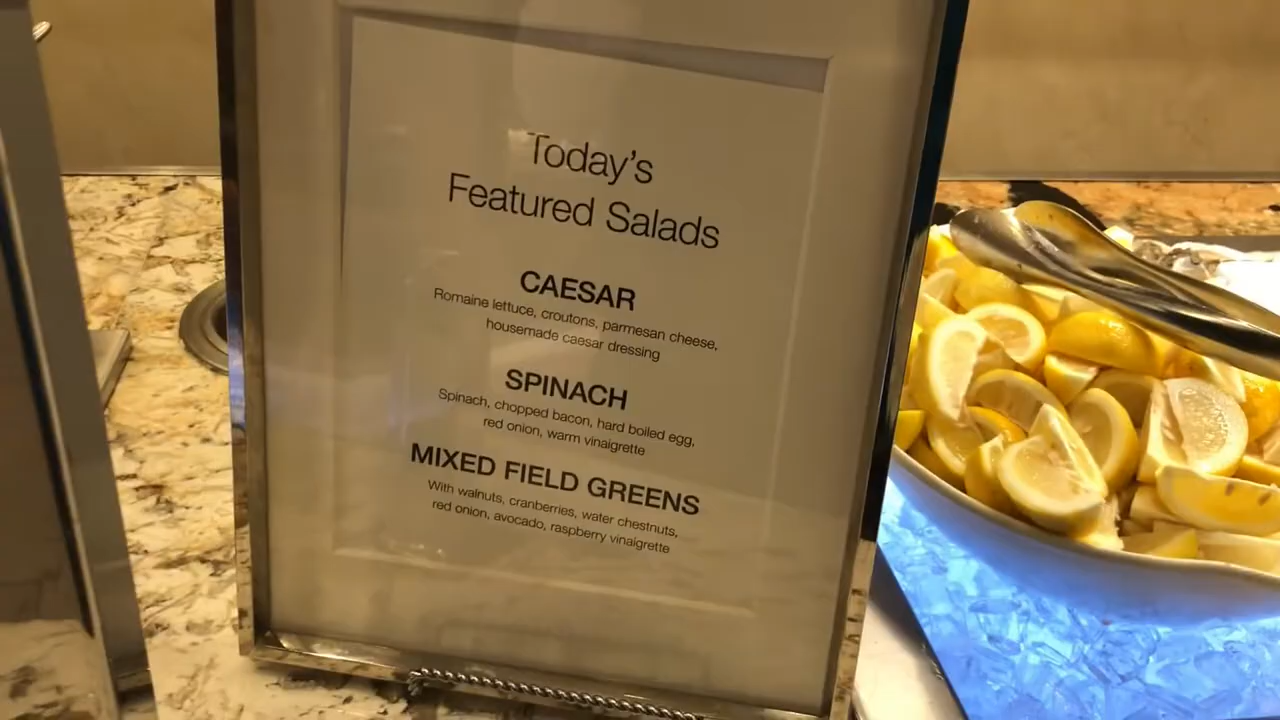 Today's
Featured Salads
CAESAR
Romaine lettuce, croutons, parmesan cheese,
housemade caesar dressing
SPINACH
Spinach, chopped bacon, hard boiled egg,
red onion, warm vinaigrette
MIXED FIELD GREENS
With walnuts, cranberries, water chestnuts,
red onion, avocado, raspberry vinaigrette